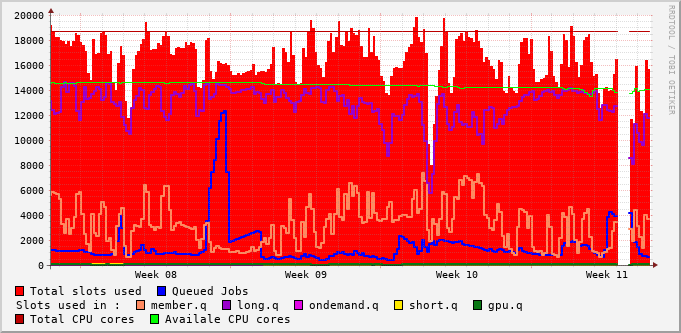 20000
18000
16000
14000
12000
10000
8000
6000
4000
2000
0
Week 08 Week 09 Week 10 Week 11
RRDTOOL / TOBI OETIKER
Total slots used Queued Jobs
Slots used in : member.q long.q ondemand.q short.q gpu.q
Total CPU cores Availale CPU cores